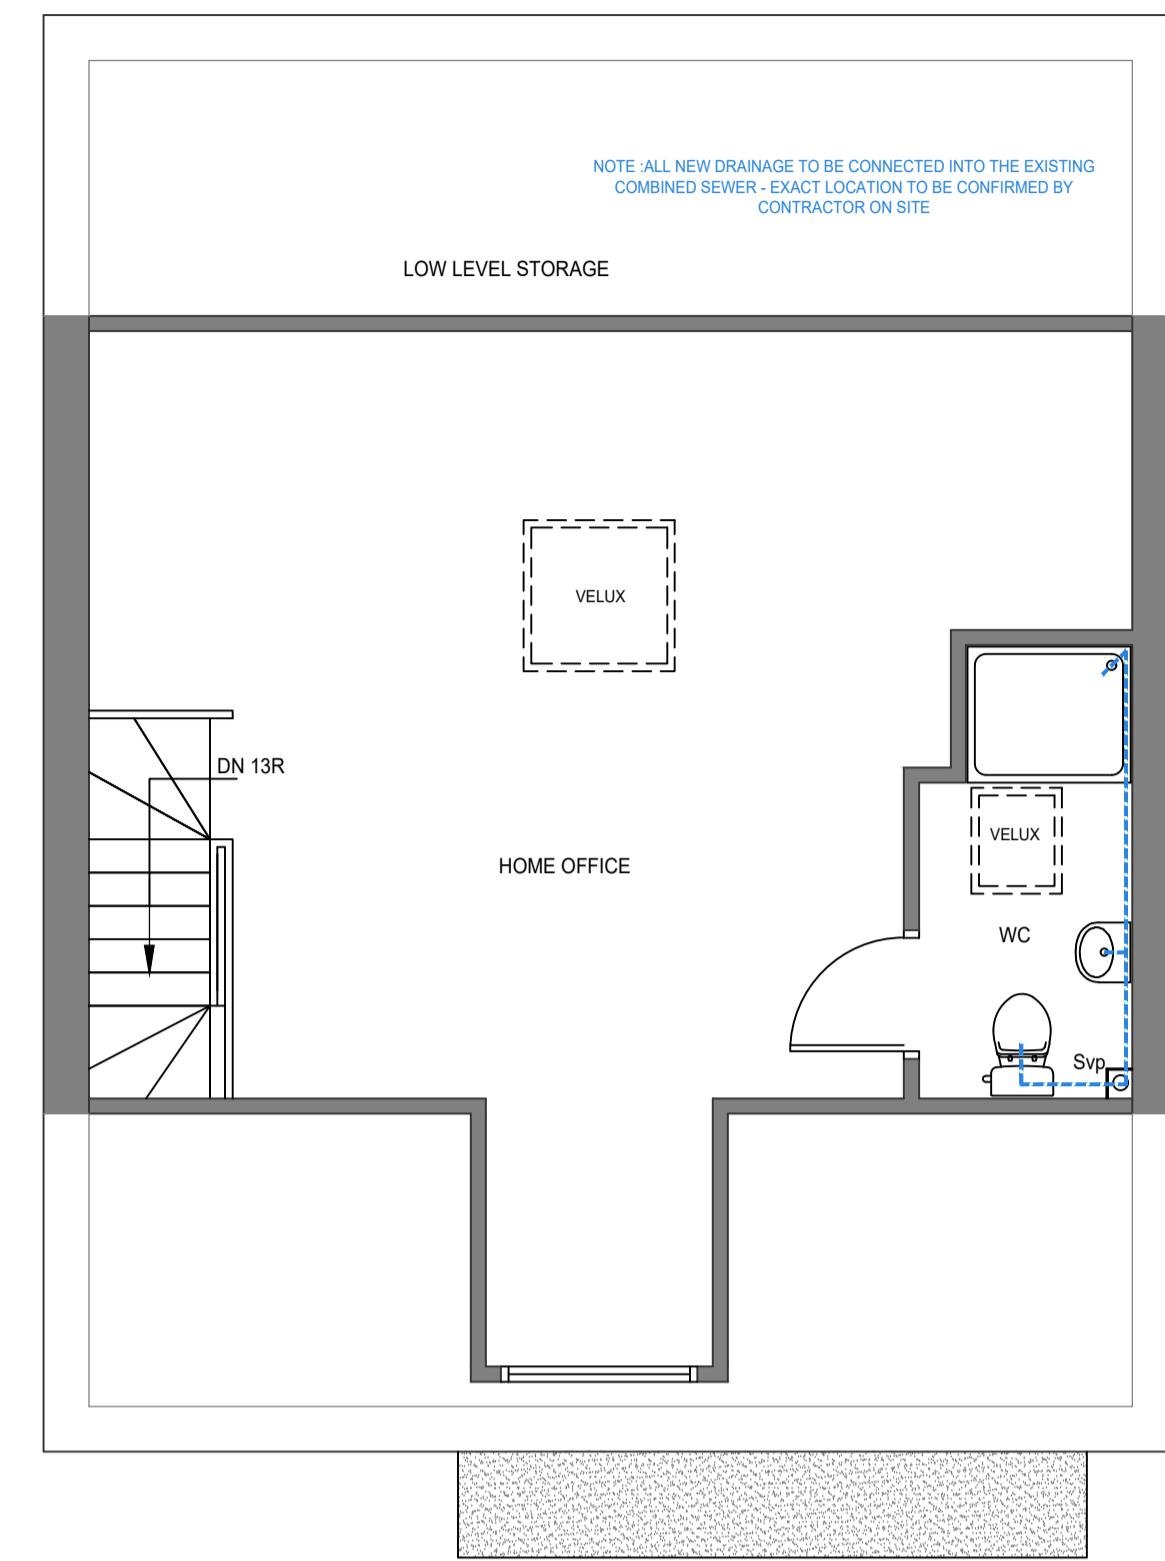 NOTE :ALL NEW DRAINAGE TO BE CONNECTED INTO THE EXISTING
COMBINED SEWER - EXACT LOCATION TO BE CONFIRMED BY
CONTRACTOR ON SITE
LOW LEVEL STORAGE
VELUX
DN 13R
VELUX
HOME OFFICE
WC
Svp